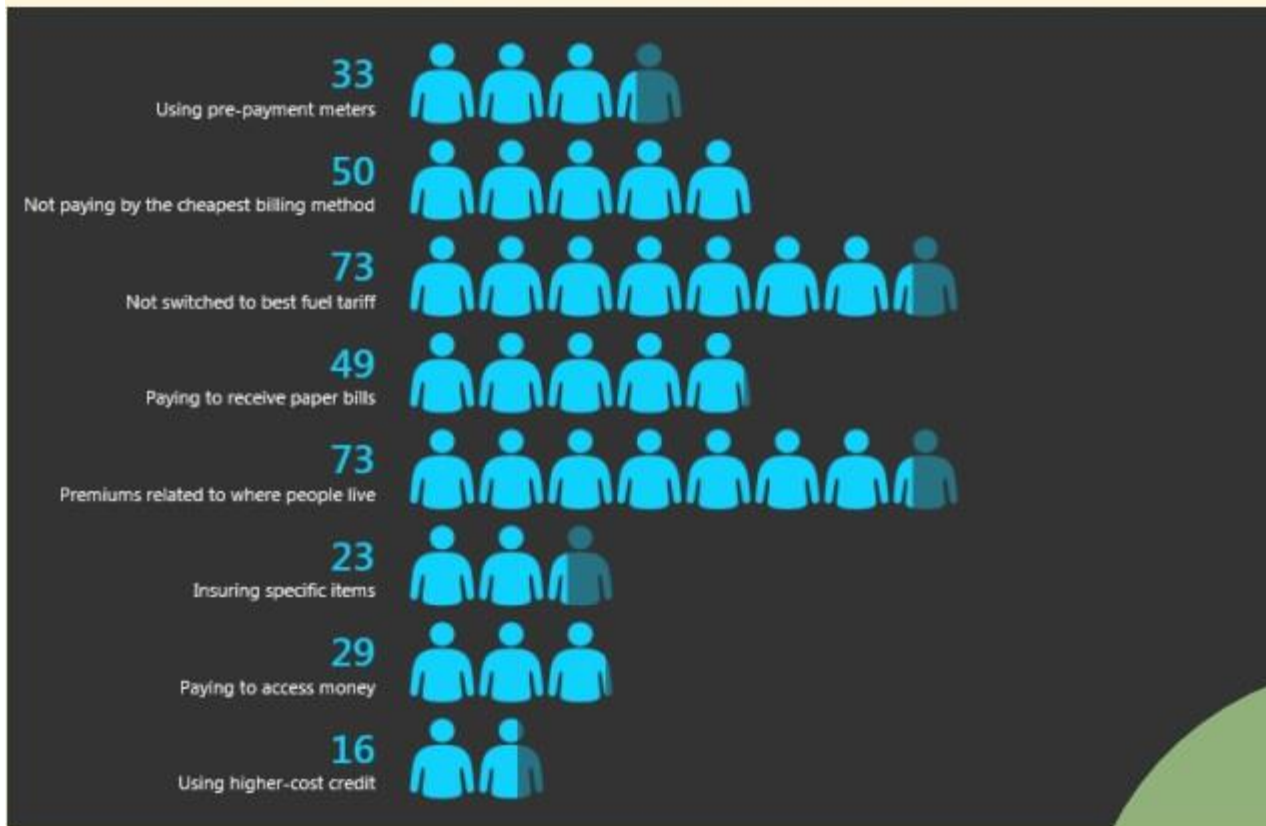 33
Using pre-payment meters
50
Not paying by the cheapest billing method
73
Not switched to best fuel tariff
49
Paying to receive paper bills
73
Premiums related to where people live
23
Insuring specific items
29
Paying to access money
16
Using higher-cost credit